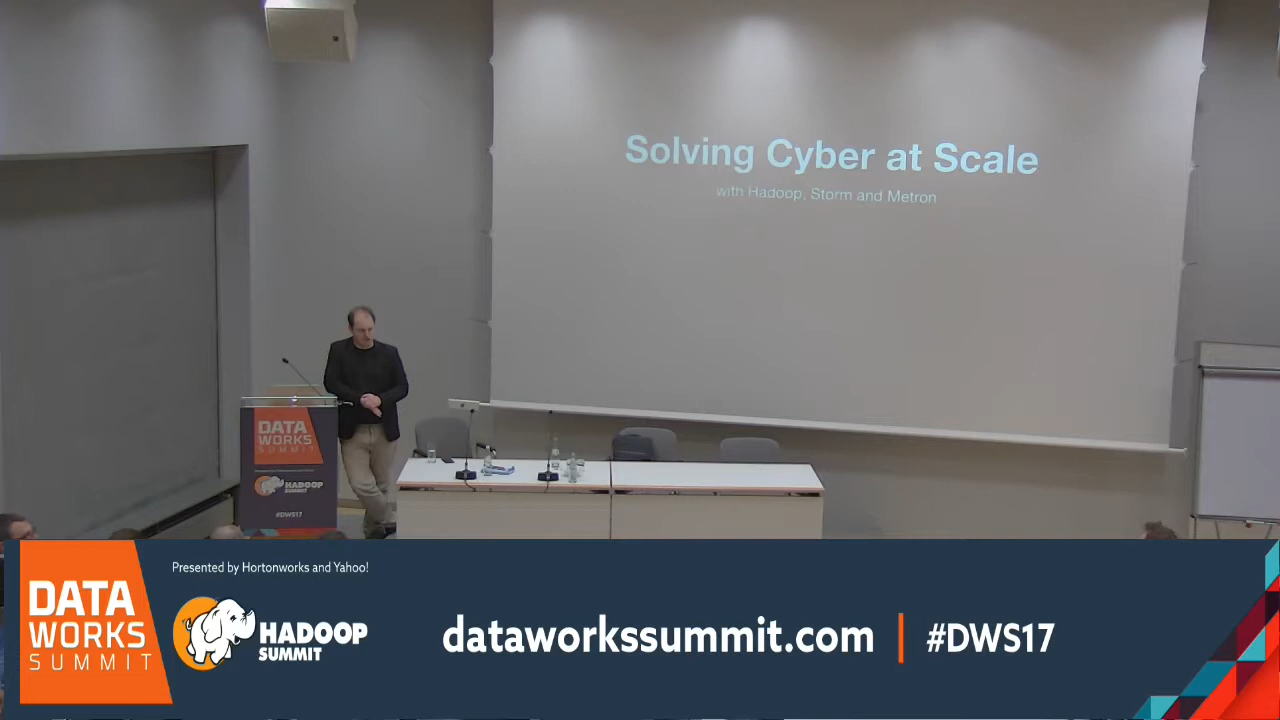 Solving Cyber at Scale
with Hadoop, Storm and Metron
DATA
WORKS
SUMMIT
HADOOP
SUMMIT
#DWS17
Presented by Hortonworks and Yahoo!
DATA
WORKS
SUMMIT
HADOOP
SUMMIT
dataworkssummit.com | #DWS17